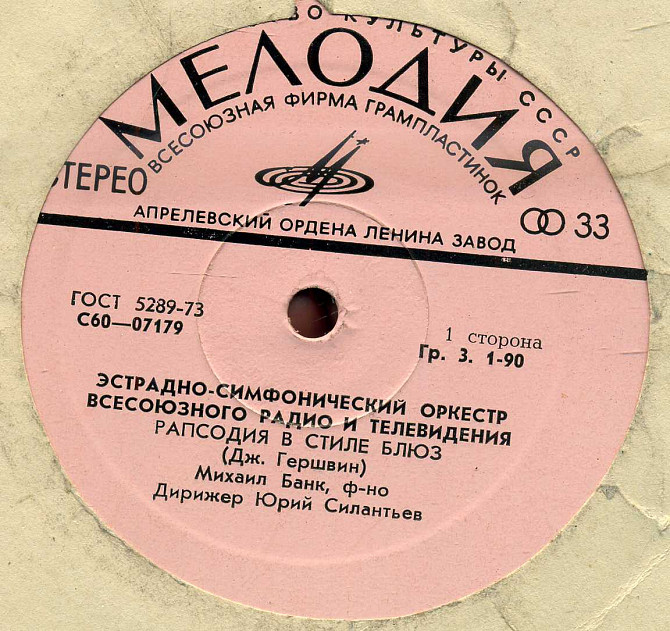 ВО КУЛЬТУРЫ СССР
МЕЛОДИЯ
ВСЕСОЮЗНАЯ ФИРМА ГРАМПЛАСТИНОК
СТЕРЕО
33
АПРЕЛЕВСКИЙ ОРДЕНА ЛЕНИНА ЗАВОД
ГОСТ 5289-73
С60—07179
1 сторона
Гр. 3. 1-90
ЭСТРАДНО-СИМФОНИЧЕСКИЙ ОРКЕСТР
ВСЕСОЮЗНОГО РАДИО И ТЕЛЕВИДЕНИЯ
РАПСОДИЯ В СТИЛЕ БЛЮЗ
(Дж. Гершвин)
Михаил Банк, ф-но
Дирижер Юрий Силантьев